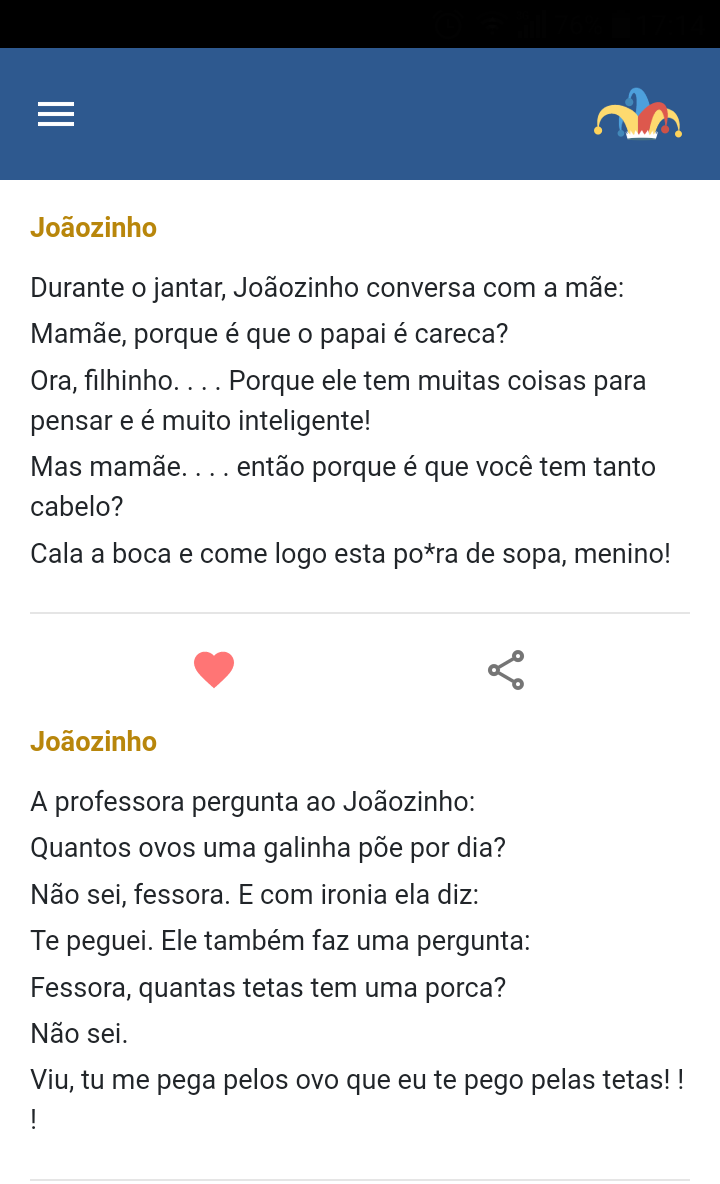 Joãozinho
Durante o jantar, Joãozinho conversa com a mãe:
Mamãe, porque é que o papai é careca?
Ora, filhinho. . . . Porque ele tem muitas coisas para
pensar e é muito inteligente!
Mas mamãe. . . . então porque é que você tem tanto
cabelo?
Cala a boca e come logo esta po*ra de sopa, menino!
Joãozinho
A professora pergunta ao Joãozinho:
Quantos ovos uma galinha põe por dia?
Não sei, fessora. E com ironia ela diz:
Te peguei. Ele também faz uma pergunta:
Fessora, quantas tetas tem uma porca?
Não sei.
Viu, tu me pega pelos ovo que eu te pego pelas tetas! !
!